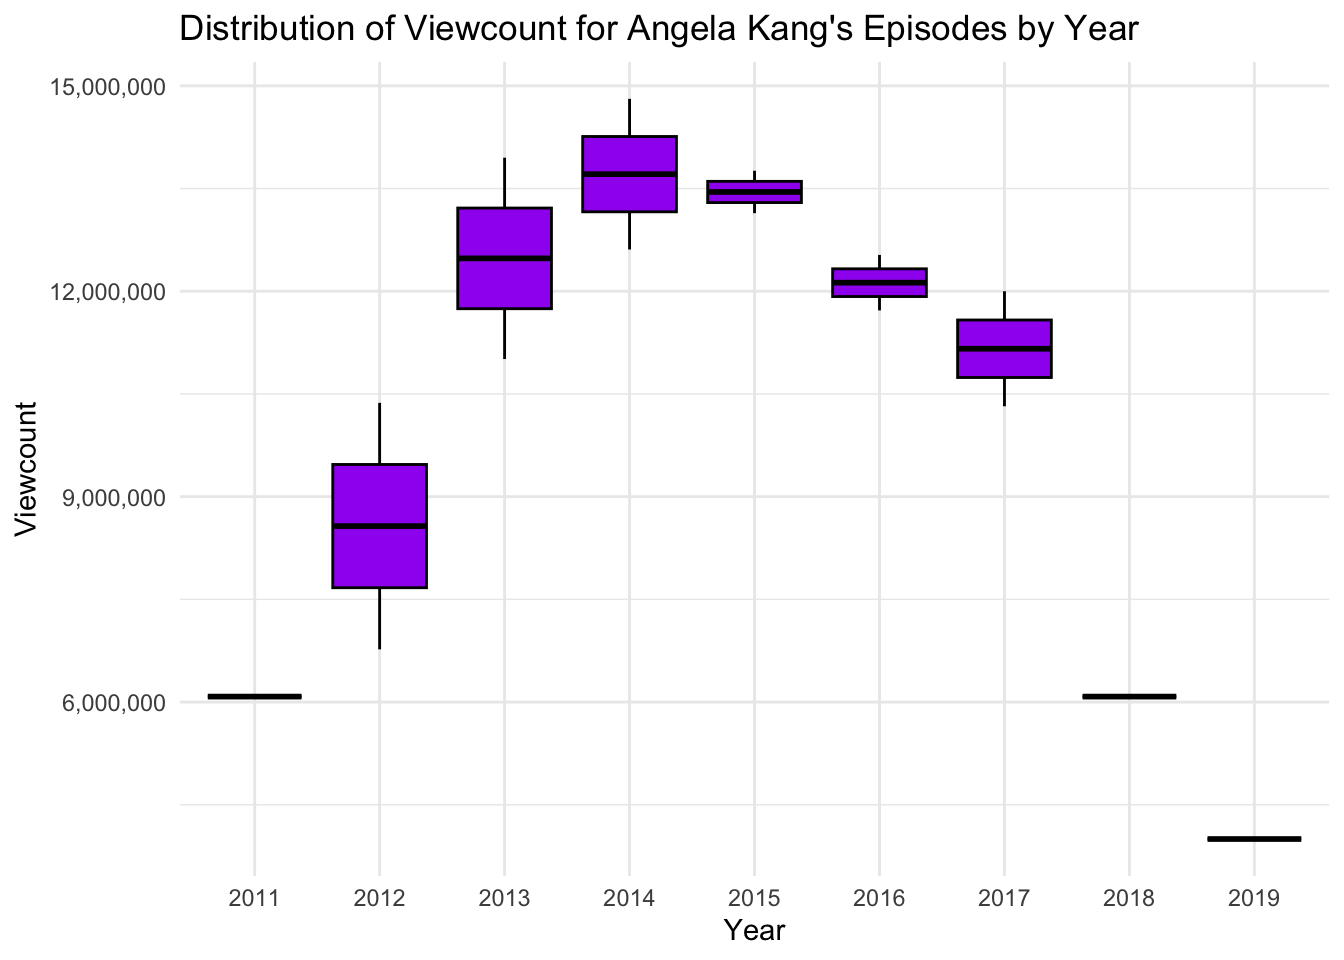 Distribution of Viewcount for Angela Kang's Episodes by Year
15,000,000
12,000,000
9,000,000
6,000,000
Viewcount
2011 2012 2013 2014 2015 2016 2017 2018 2019
Year